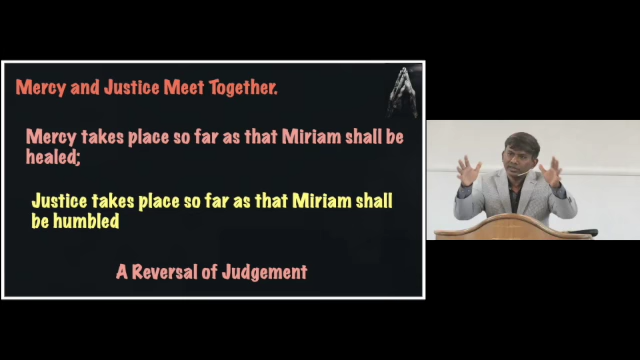 Mercy and Justice Meet Together.
Mercy takes place so far as that Miriam shall be
healed;
Justice takes place so far as that Miriam shall
be humbled
A Reversal of Judgement